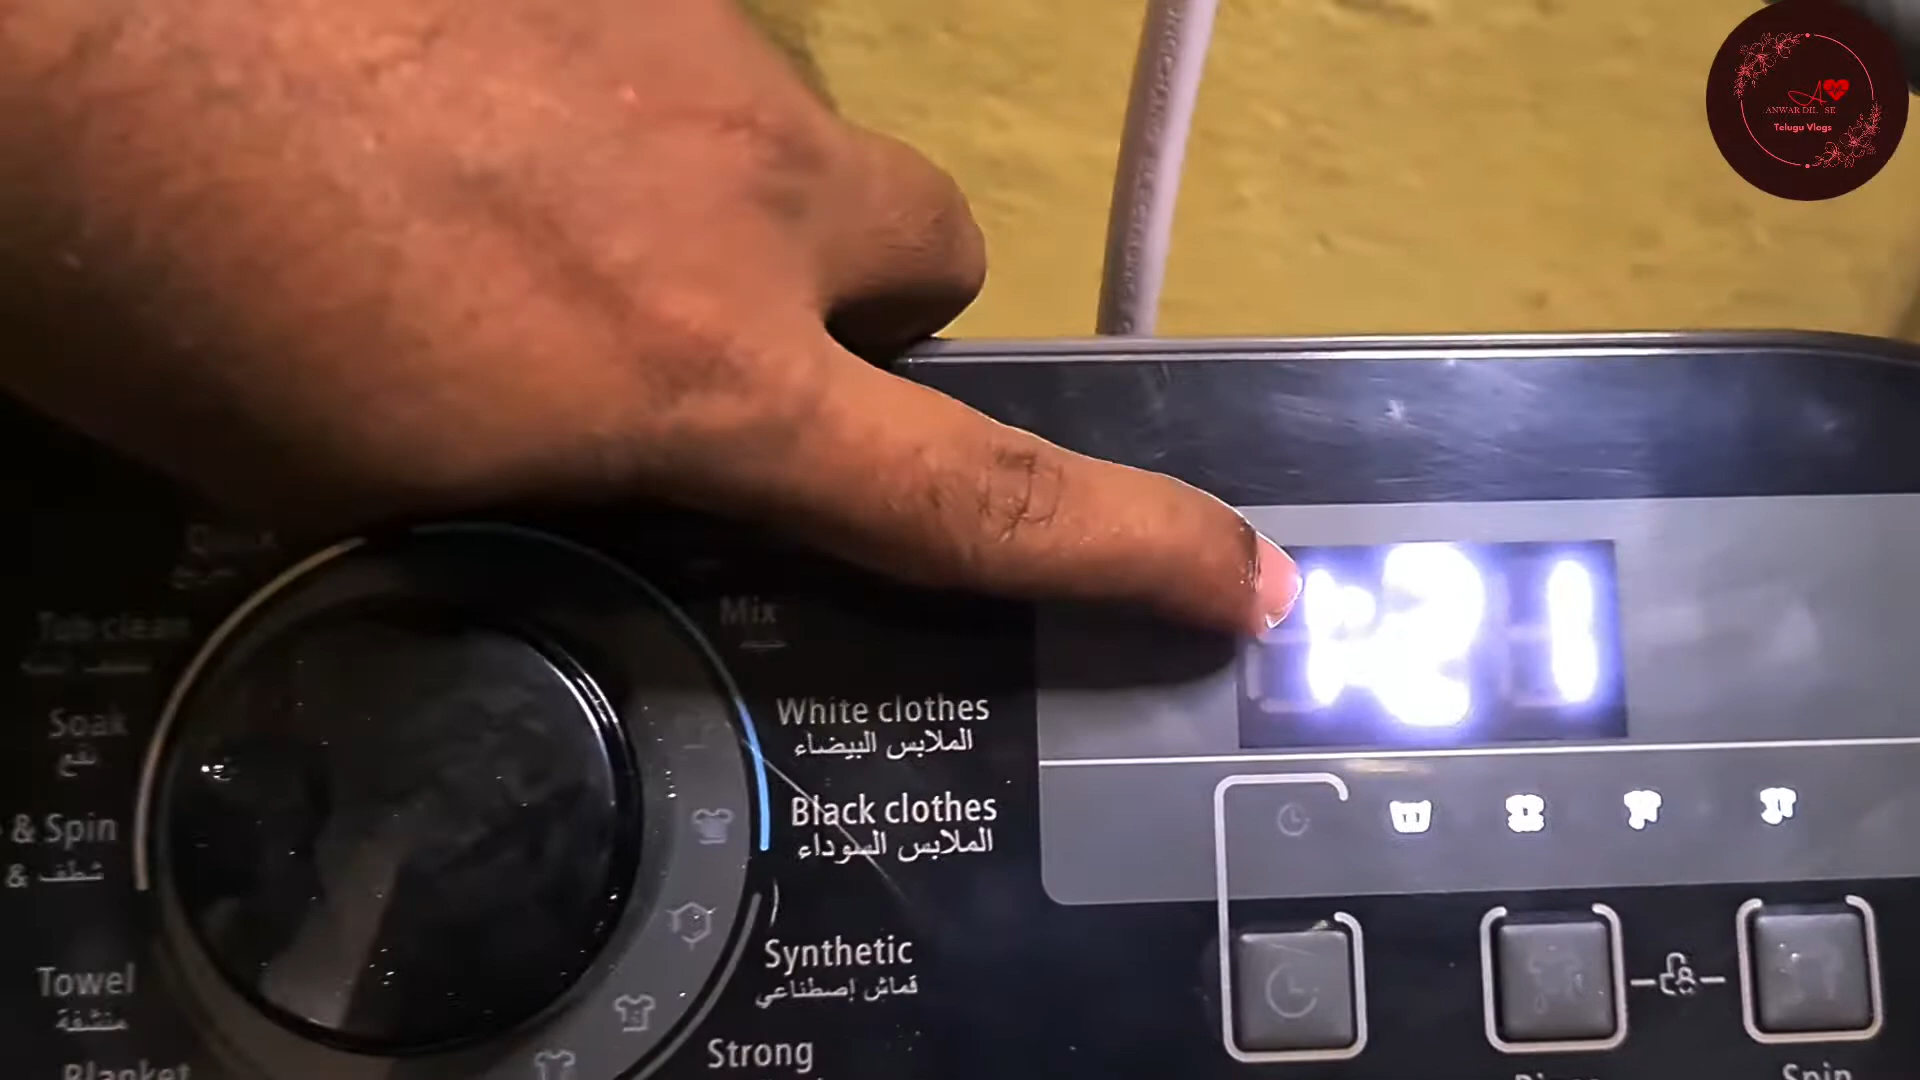 ANWAR DIL SE
Telugu Vlogs
Quick
Mix
Tub clean
White clothes
الملابس البيضاء
Soak
نقع
Black clothes
الملابس السوداء
& Spin
شطف &
Synthetic
قماش إصطناعي
Towel
منشفة
Strong
Blanket
Spin
21